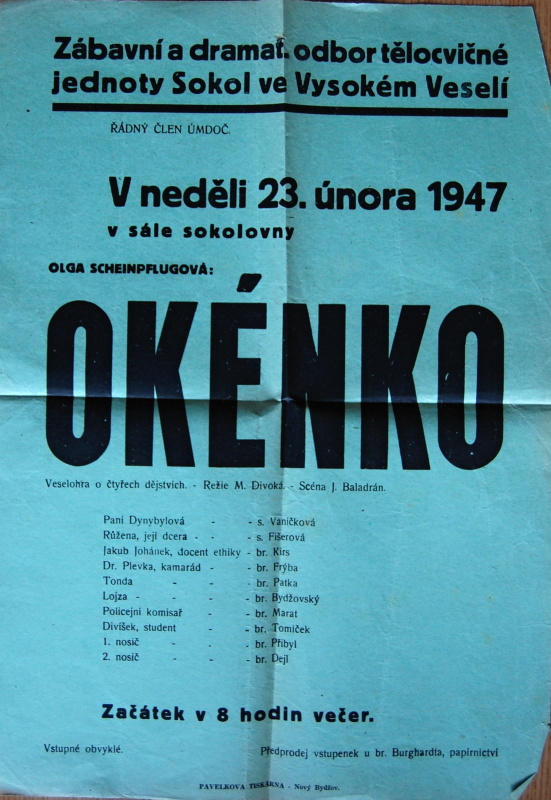 Zábavní a dramat. odbor tělocvičné
jednoty Sokol ve Vysokém Veselí
ŘÁDNÝ ČLEN ÚMDOČ.
V neděli 23. února 1947
v sále sokolovny
OLGA SCHEINPFLUGOVÁ:
OKÉNKO
Veselohra o čtyřech dějstvích. - Režie M. Divoká. - Scéna J. Baladrán.
Paní Dynybylová - - s. Vaníčková
Růžena, její dcera - - - s. Fišerová
Jakub Johánek, docent ethiky - br. Kirs
Dr. Plevka, kamarád - - br. Frýba
Tonda - - - br. Patka
Lojza - - - - br. Bydžovský
Policejní komisař - - br. Marat
Divíšek, student - - br. Tomíček
1. nosič - - - br. Přibyl
2. nosič - - - br. Dejl
Začátek v 8 hodin večer.
Vstupné obvyklé. Předprodej vstupenek u br. Burghardta, papírnictví
PAVELKOVA TISKÁRNA - Nový Bydžov.